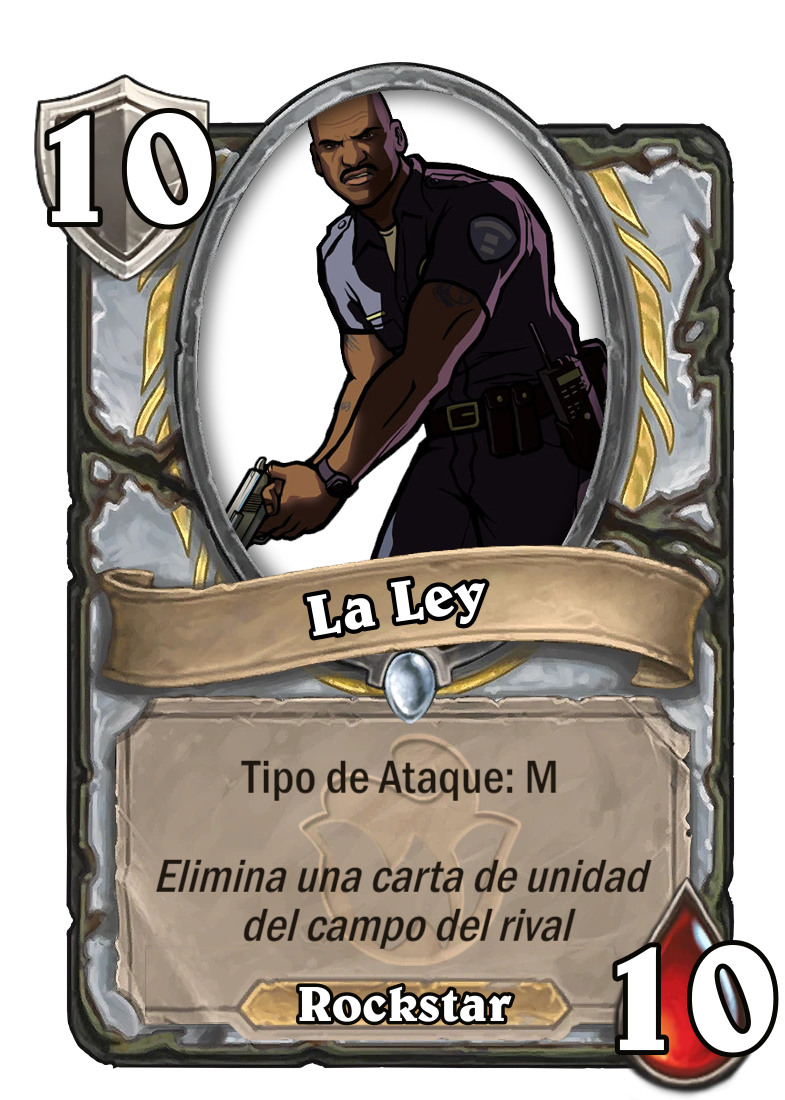 10
La Ley
Tipo de Ataque: M
Elimina una carta de unidad
del campo del rival
Rockstar
10